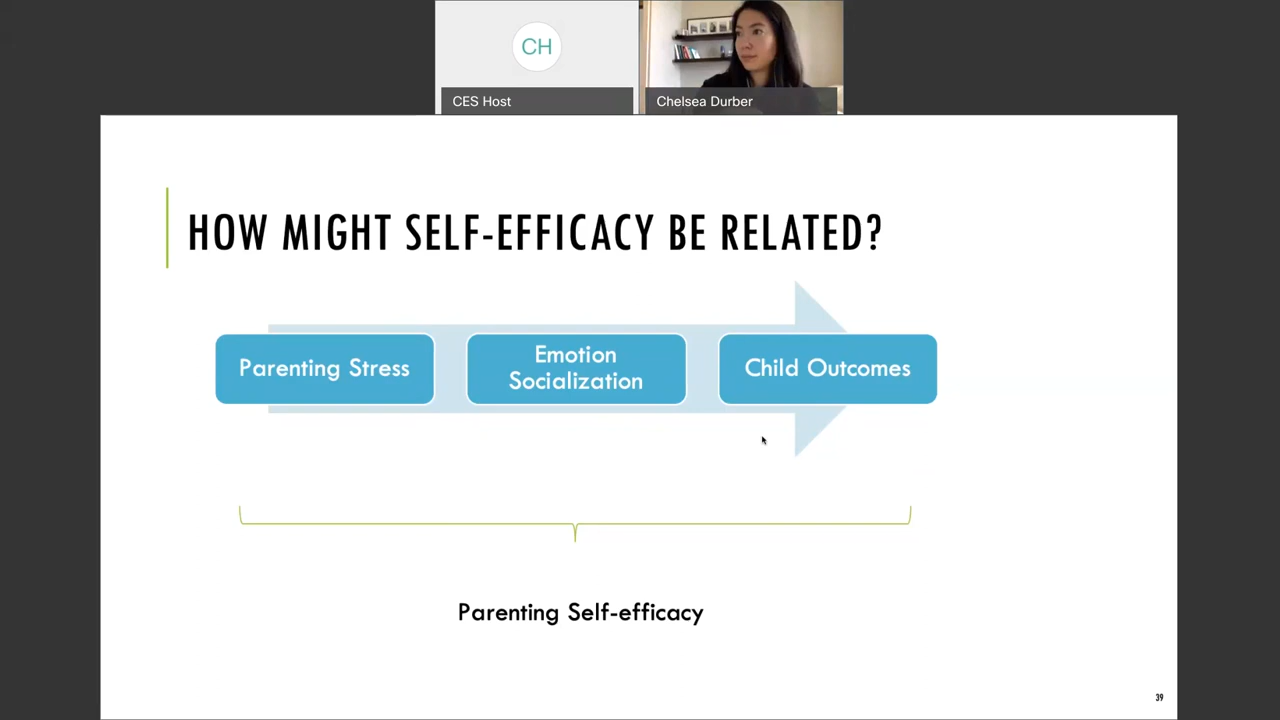 CH
CES Host
Chelsea Durber
HOW MIGHT SELF-EFFICACY BE RELATED?
Parenting Stress
Emotion
Socialization
Child Outcomes
Parenting Self-efficacy
39